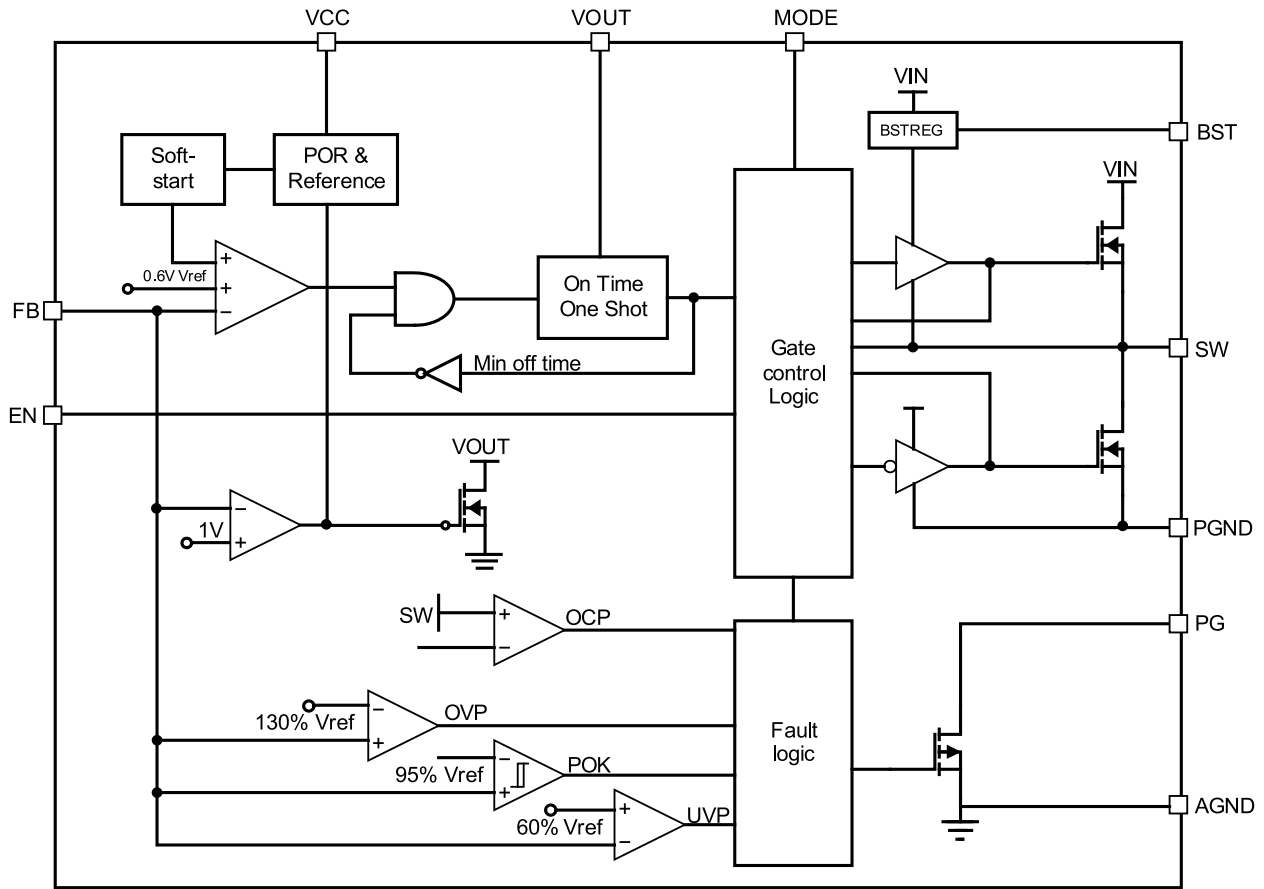 VCC
VOUT
MODE
VIN
BSTREG
BST
Soft-
start
POR &
Reference
VIN
0.6V Vref
+
+
−
FB
On Time
One Shot
Min off time
Gate
control
Logic
SW
EN
VOUT
−
1V
+
PGND
SW
+
−
OCP
PG
130% Vref
−
+
OVP
Fault
logic
95% Vref
−
+
POK
60% Vref
+
−
UVP
AGND